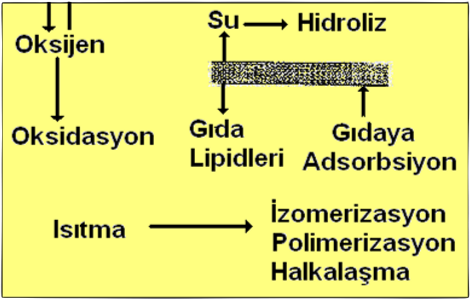 Oksijen
Su
Hidroliz
Oksidasyon
Gıda
Lipidleri
Gıdaya
Adsorbsiyon
Isıtma
İzomerizasyon
Polimerizasyon
Halkalaşma